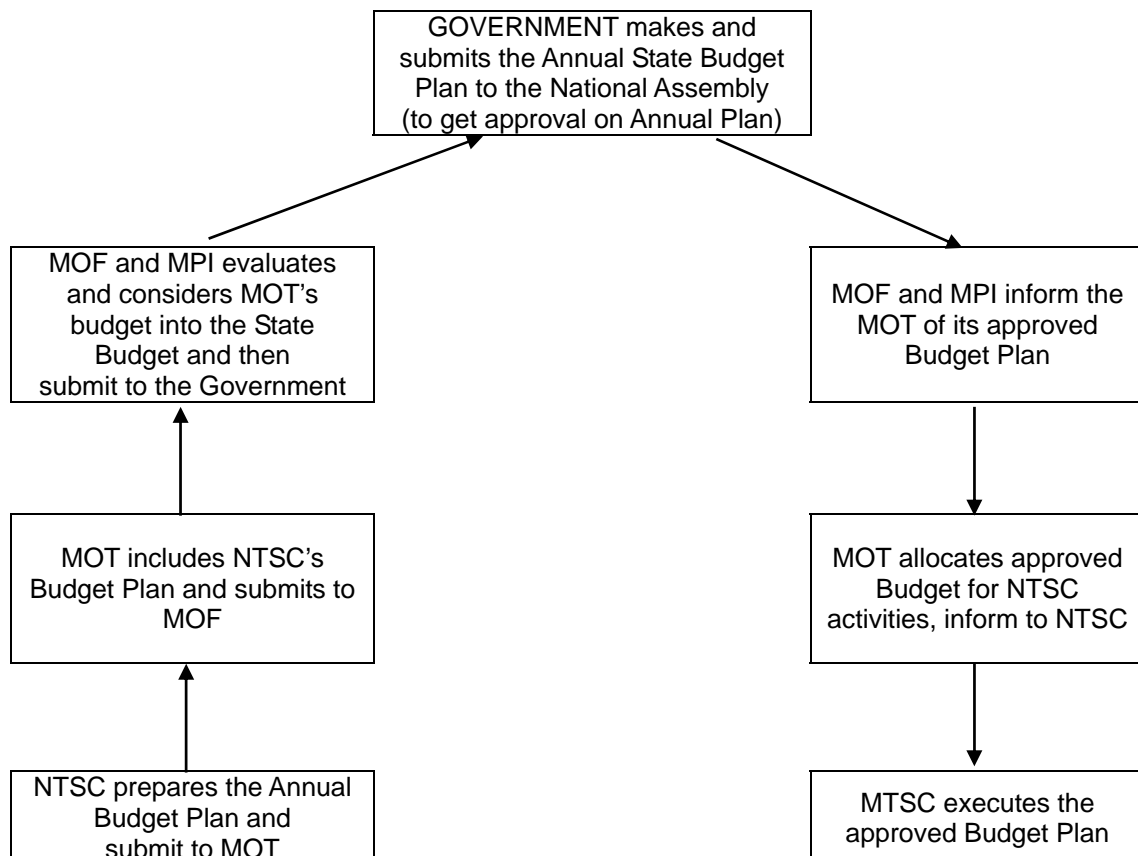 GOVERNMENT makes and
submits the Annual State Budget
Plan to the National Assembly
(to get approval on Annual Plan)
MOF and MPI evaluates
and considers MOT’s
budget into the State
Budget and then
submit to the Government
MOF and MPI inform the
MOT of its approved
Budget Plan
MOT includes NTSC’s
Budget Plan and submits to
MOF
MOT allocates approved
Budget for NTSC
activities, inform to NTSC
NTSC prepares the Annual
Budget Plan and
submit to MOT
MTSC executes the
approved Budget Plan